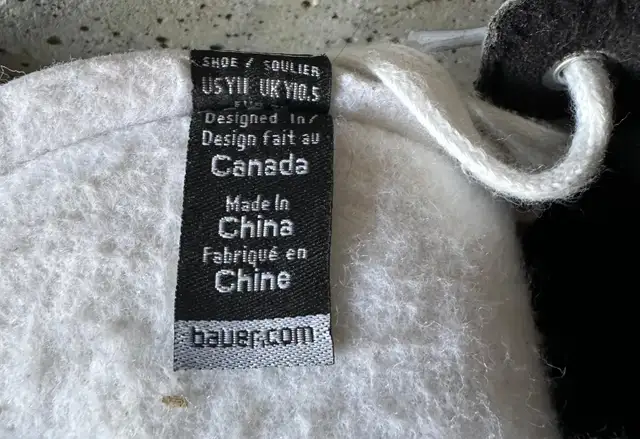 SHOE / SOULIER
US Y11 UK Y10.5
Designed in/
Design fait au
Canada
Made In
China
Fabriqué en
Chine
bauer.com